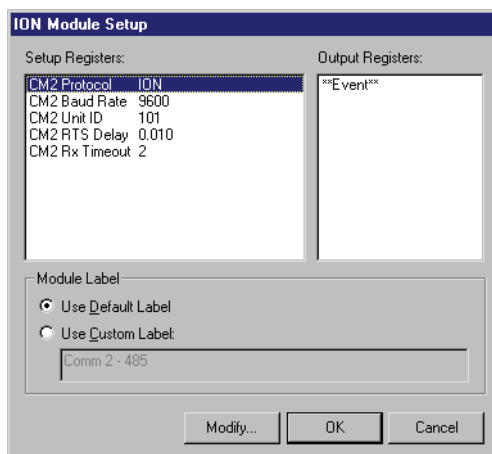 ION Module Setup
Setup Registers:
Output Registers:
CM2 Protocol ION
CM2 Baud Rate 9600
CM2 Unit ID 101
CM2 RTS Delay 0.010
CM2 Rx Timeout 2
**Event**
Module Label
Use Default Label
Use Custom Label:
Comm 2 - 485
Modify...
OK
Cancel